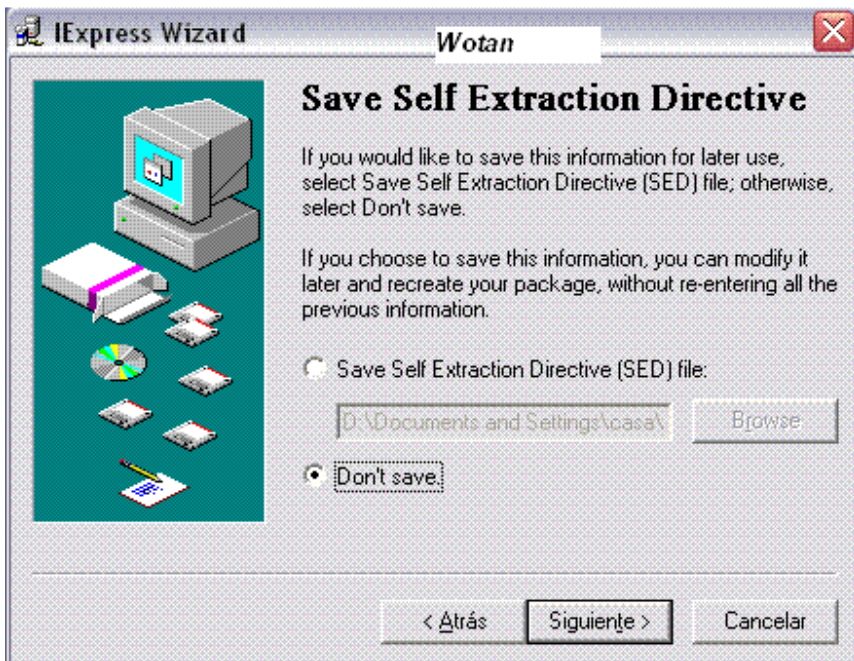 IExpress Wizard
Wotan
Save Self Extraction Directive
If you would like to save this information for later use,
select Save Self Extraction Directive (SED) file; otherwise,
select Don't save.
If you choose to save this information, you can modify it
later and recreate your package, without re-entering all the
previous information.
Save Self Extraction Directive (SED) file:
D:\Documents and Settings\casa\
Browse
Don't save.
< Atrás
Siguiente >
Cancelar